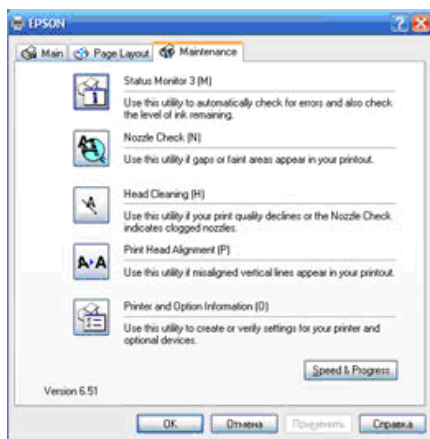 EPSON
Main Page Layout Maintenance
Status Monitor 3 (M)
Use this utility to automatically check for errors and also check
the level of ink remaining.
Nozzle Check (N)
Use this utility if gaps or faint areas appear in your printout.
Head Cleaning (H)
Use this utility if your print quality declines or the Nozzle Check
indicates clogged nozzles.
Print Head Alignment (P)
Use this utility if misaligned vertical lines appear in your printout.
Printer and Option Information (O)
Use this utility to create or verify settings for your printer and
optional devices.
Speed & Progress
Version 6.51
OK Отмена Применить Справка